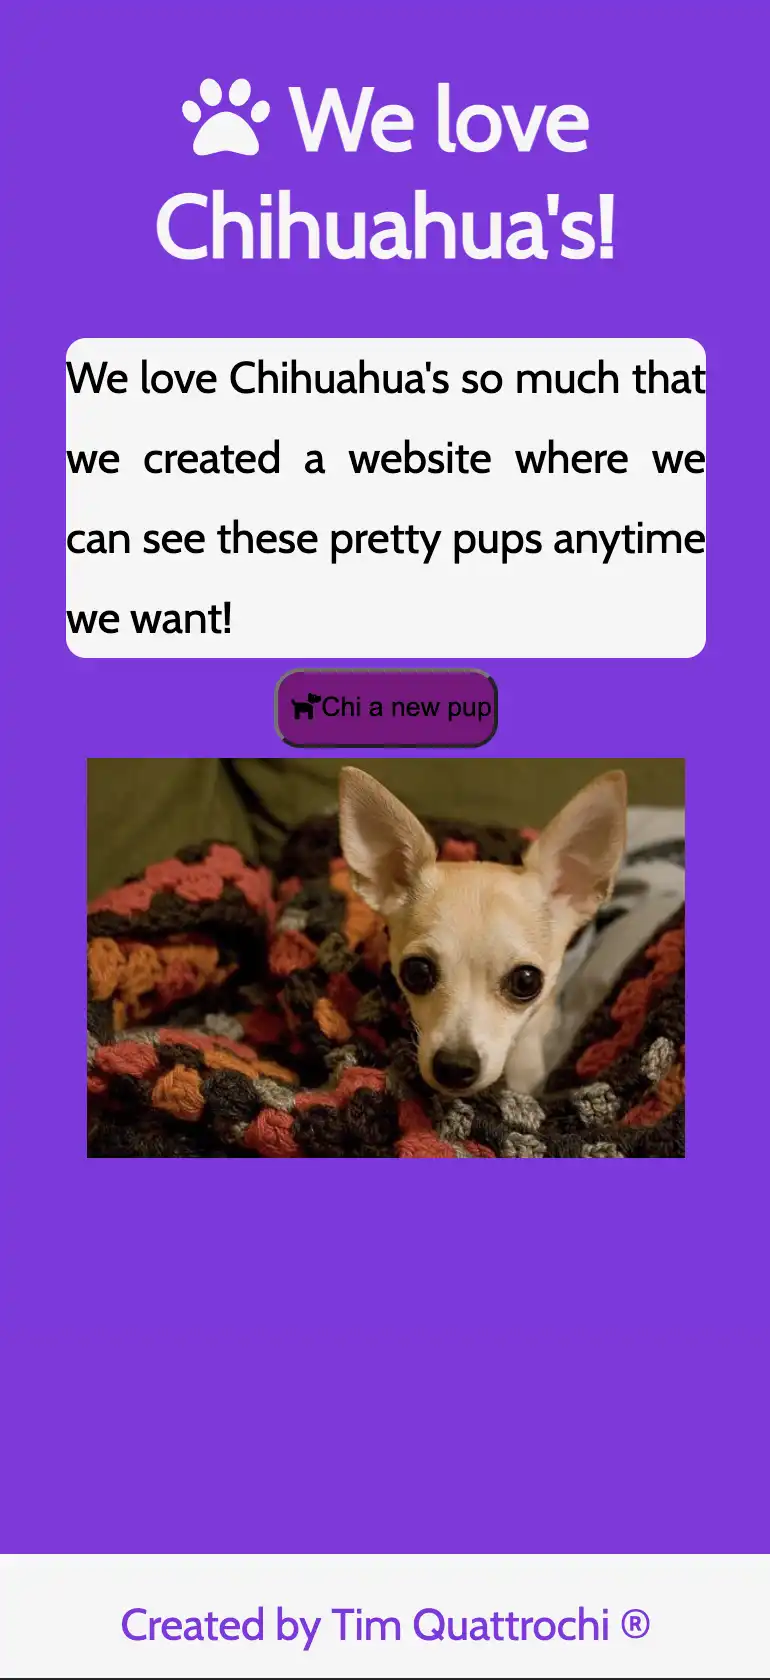 We love
Chihuahua's!
We love Chihuahua's so much that
we created a website where we
can see these pretty pups anytime
we want!
Chi a new pup
Created by Tim Quattrochi ®